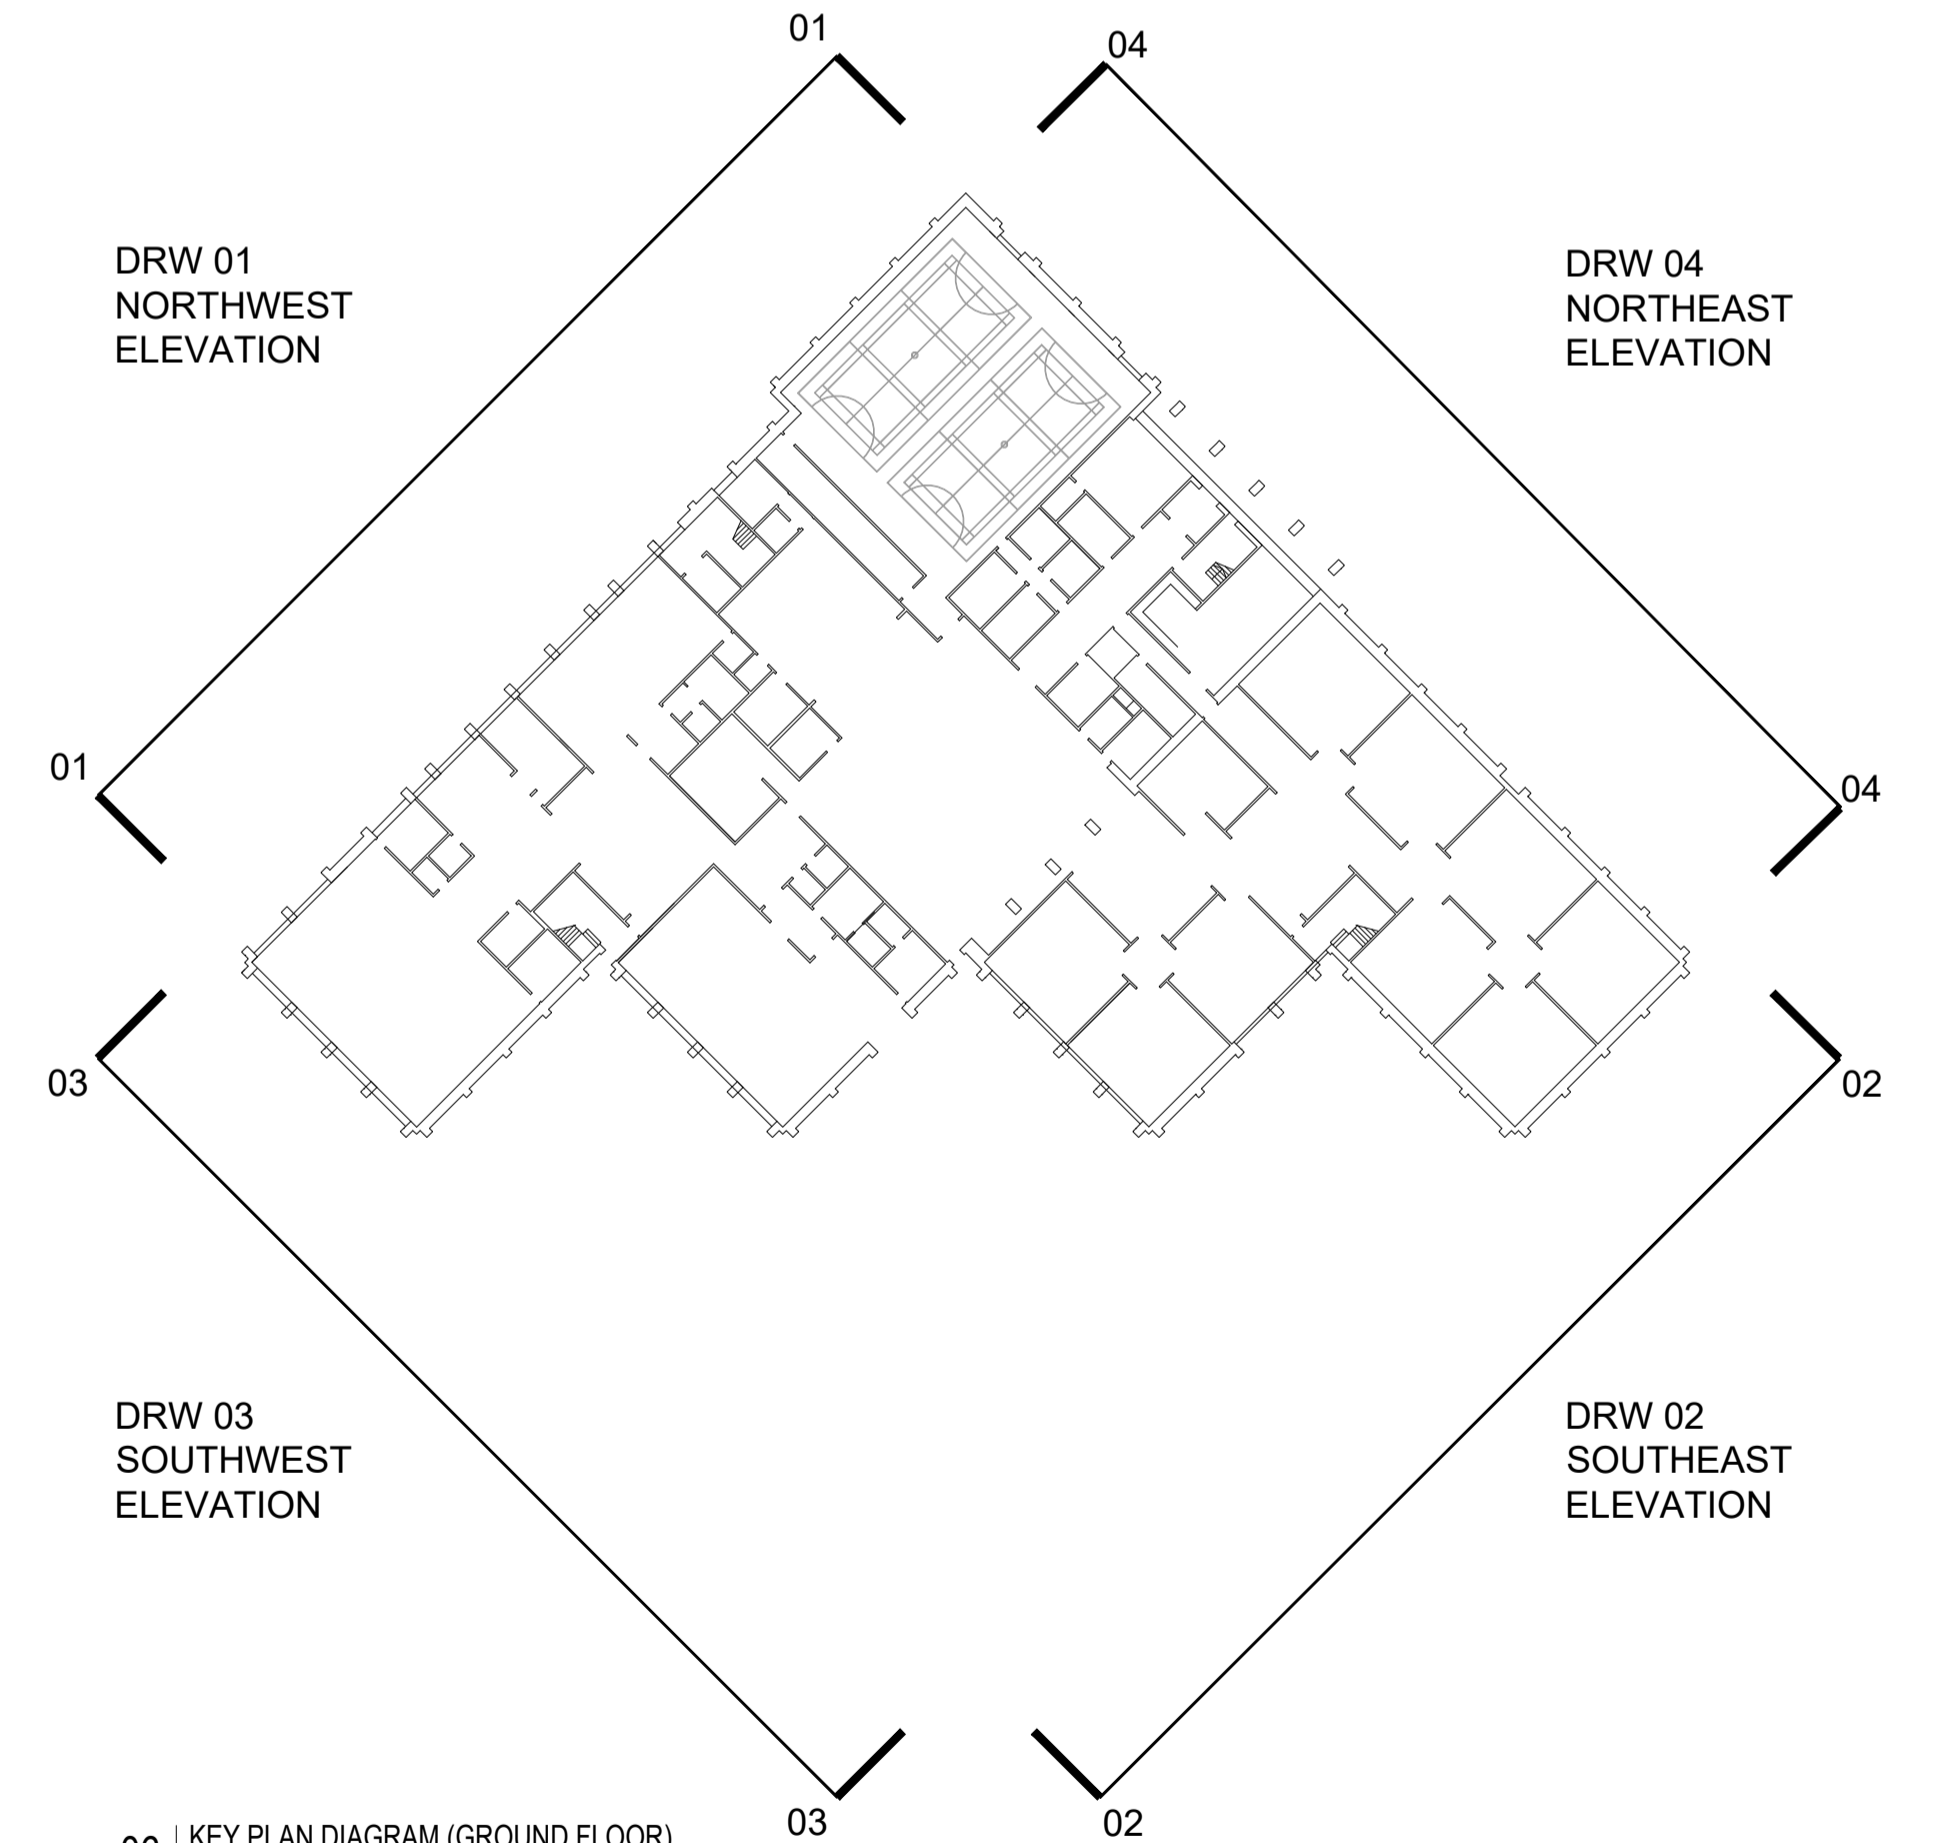 01
04
DRW 01
NORTHWEST
ELEVATION
DRW 04
NORTHEAST
ELEVATION
01
04
03
02
DRW 03
SOUTHWEST
ELEVATION
DRW 02
SOUTHEAST
ELEVATION
03
02
KEY PLAN DIAGRAM (GROUND FLOOR)